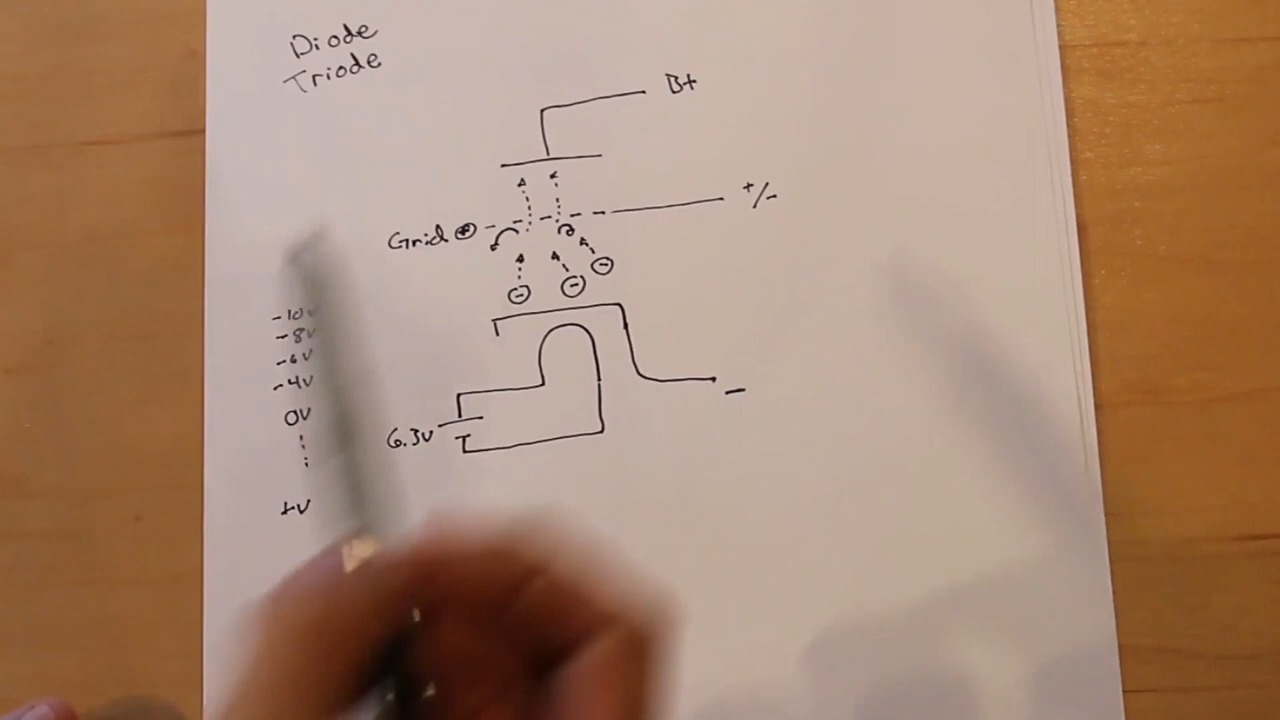 Diode
Triode
B+
+/-
Grid ⊕
- - -
-10v
-8v
-6v
-4v
0v
6.3v
-
+v